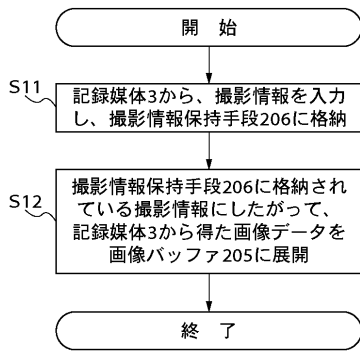 開 始
S11
記録媒体3から、撮影情報を入力
し、撮影情報保持手段206に格納
S12
撮影情報保持手段206に格納され
ている撮影情報にしたがって、
記録媒体3から得た画像データを
画像バッファ205に展開
終 了